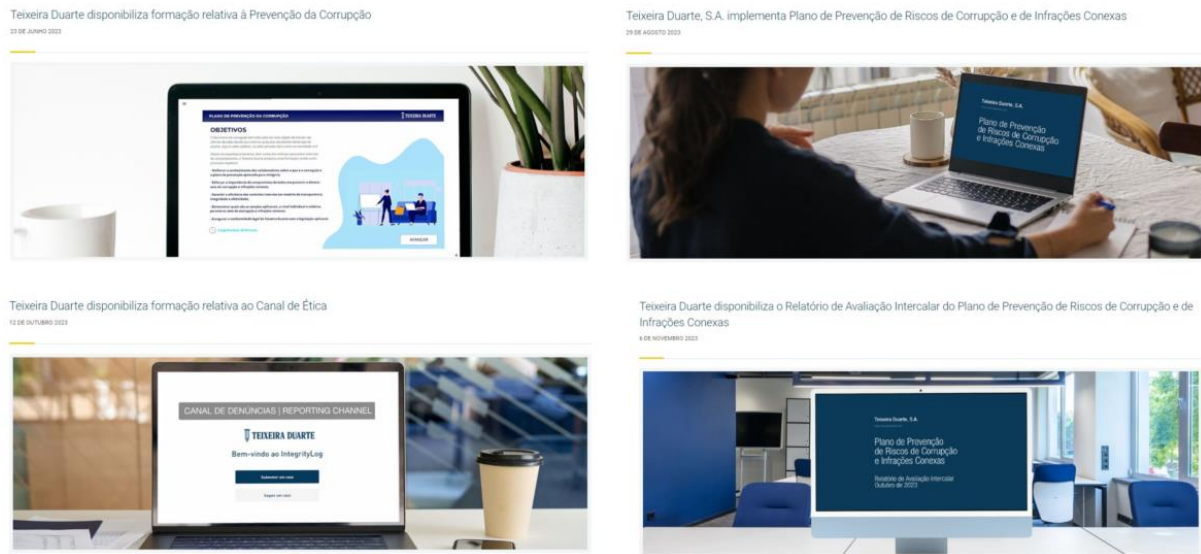 Teixeira Duarte disponibiliza formação relativa à Prevenção da Corrupção
23 DE JUNHO 2023
PLANO DE PREVENÇÃO DA CORRUPÇÃO
TEIXEIRA DUARTE
OBJETIVOS
AVANÇAR
Teixeira Duarte, S.A. implementa Plano de Prevenção de Riscos de Corrupção e de Infrações Conexas
29 DE AGOSTO 2023
Teixeira Duarte, S.A.
Plano de Prevenção
de Riscos de Corrupção
e Infrações Conexas
Teixeira Duarte disponibiliza formação relativa ao Canal de Ética
12 DE OUTUBRO 2023
CANAL DE DENÚNCIAS | REPORTING CHANNEL
TEIXEIRA DUARTE
Bem-vindo ao IntegrityLog
Submeter um caso
Seguir um caso
Teixeira Duarte disponibiliza o Relatório de Avaliação Intercalar do Plano de Prevenção de Riscos de Corrupção e de
Infrações Conexas
6 DE NOVEMBRO 2023
Teixeira Duarte, S.A.
Plano de Prevenção
de Riscos de Corrupção
e Infrações Conexas
Relatório de Avaliação Intercalar
Outubro de 2023